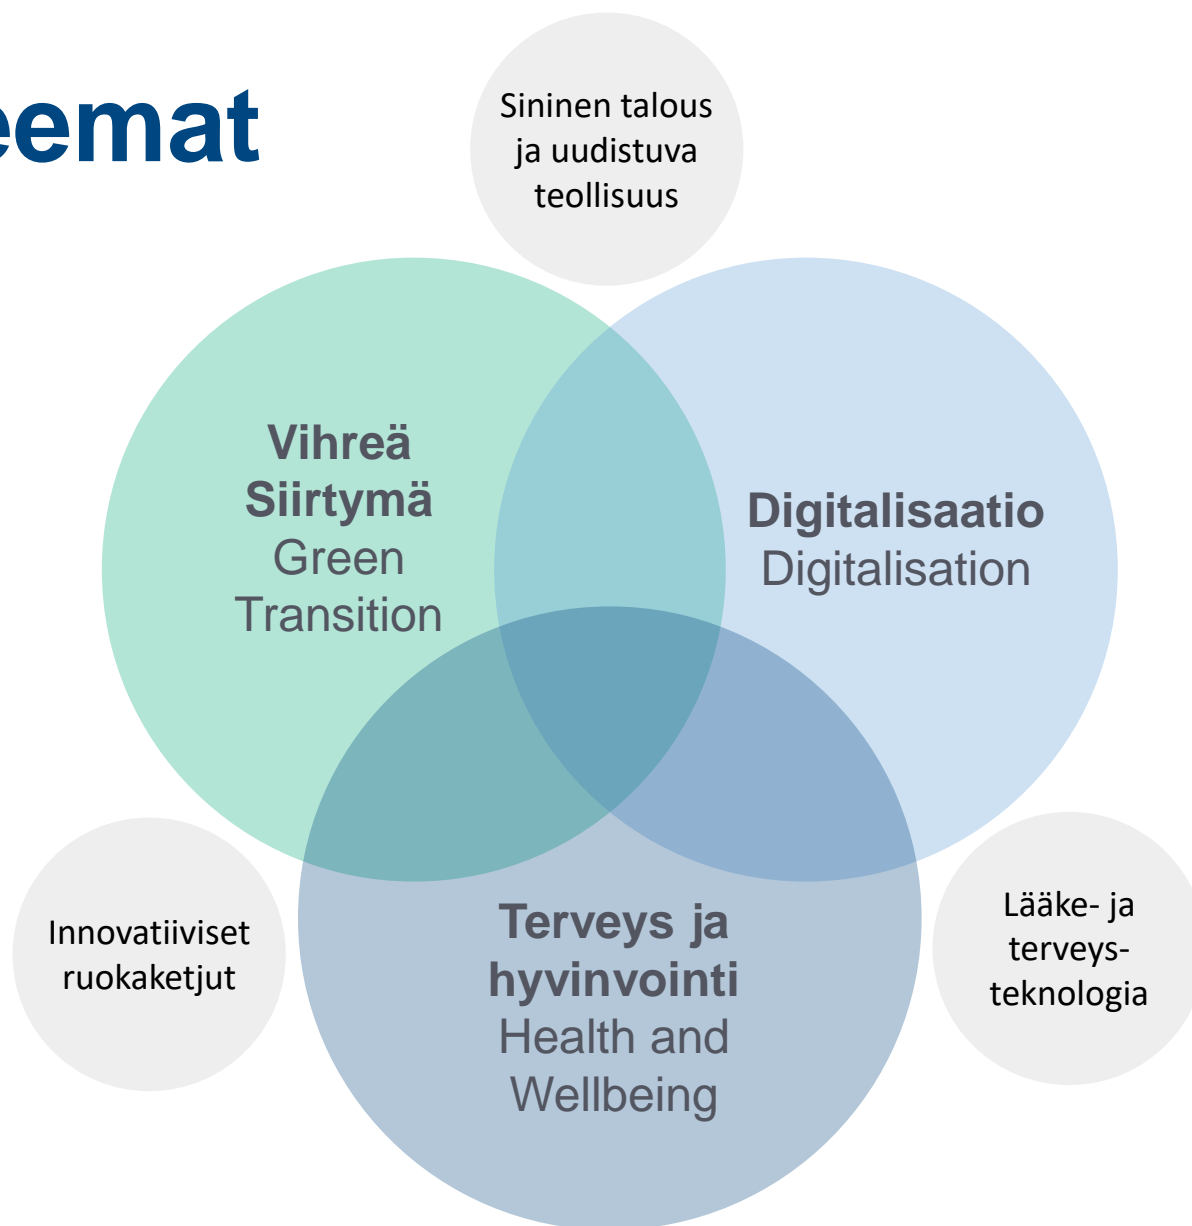 eemat
Sininen talous
ja uudistuva
teollisuus
Vihreä
Siirtymä
Green
Transition
Digitalisaatio
Digitalisation
Innovatiiviset
ruokaketjut
Terveys ja
hyvinvointi
Health and
Wellbeing
Lääke- ja
terveys-
teknologia